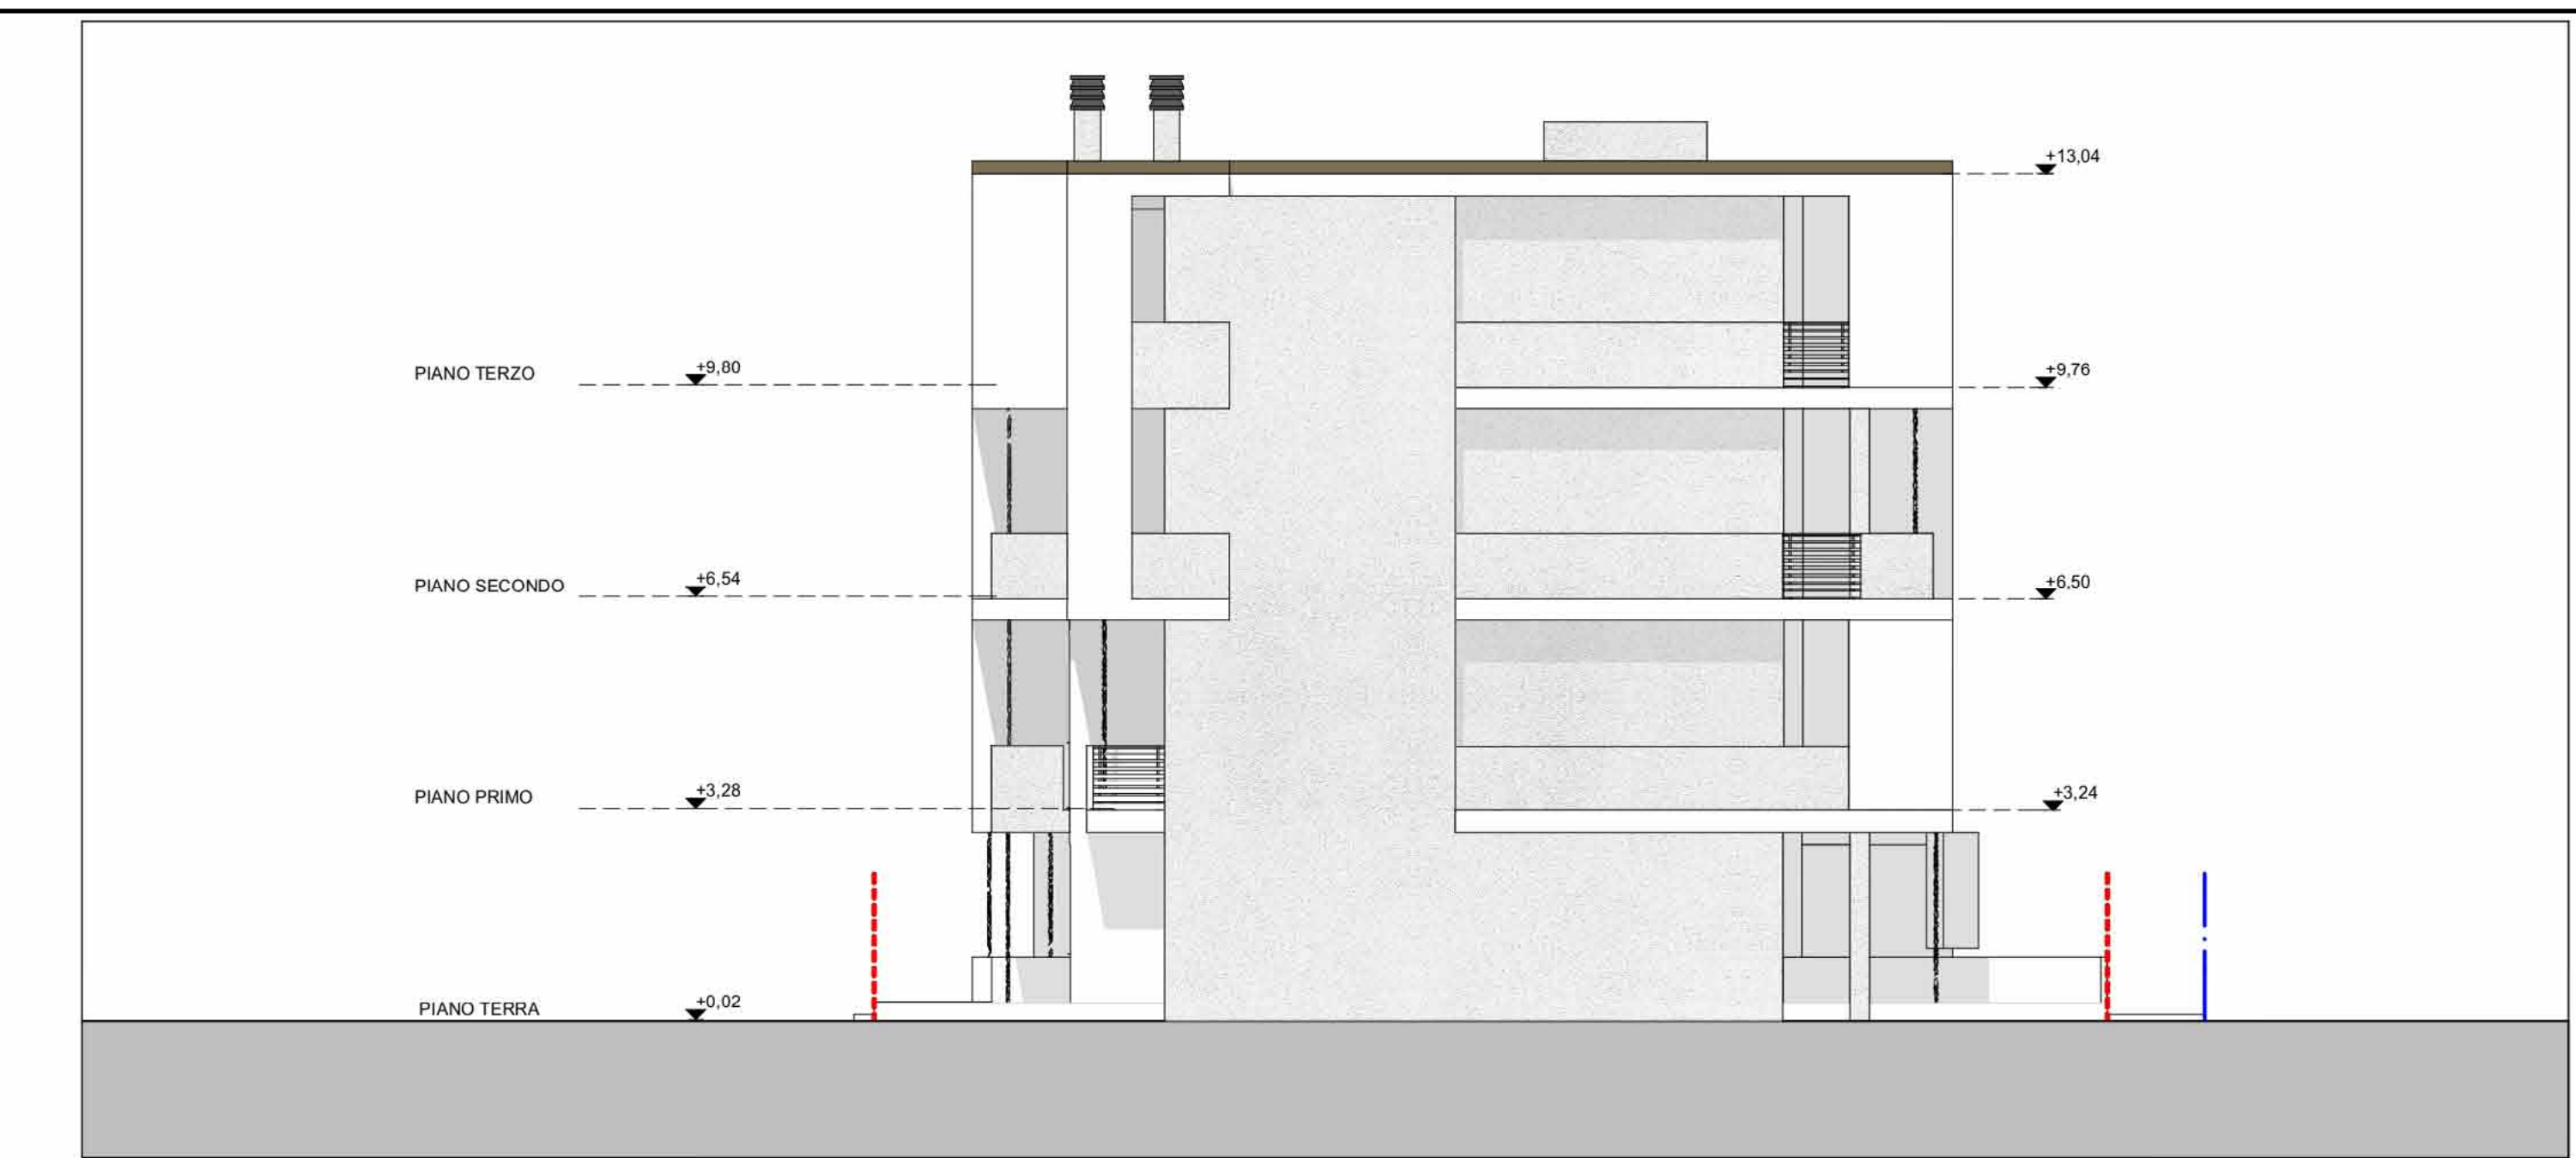 +13,04
PIANO TERZO
+9,80
+9,76
PIANO SECONDO
+6,54
+6.50
PIANO PRIMO
+3,28
+3,24
PIANO TERRA
+0,02